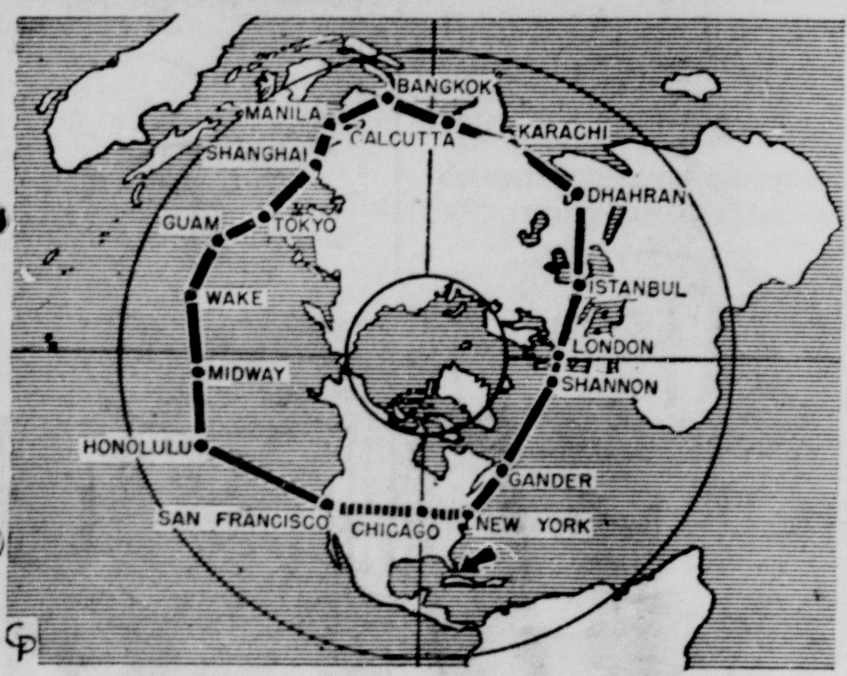 BANGKOK
MANILA
CALCUTTA
KARACHI
SHANGHAI
DHAHRAN
GUAM
TOKYO
ISTANBUL
WAKE
LONDON
MIDWAY
SHANNON
HONOLULU
GANDER
SAN FRANCISCO
CHICAGO
NEW YORK
CP